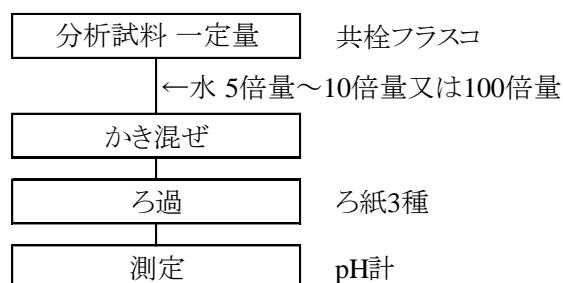 分析試料 一定量 共栓フラスコ
←水 5倍量～10倍量又は100倍量
かき混ぜ
ろ過 ろ紙3種
測定 pH計